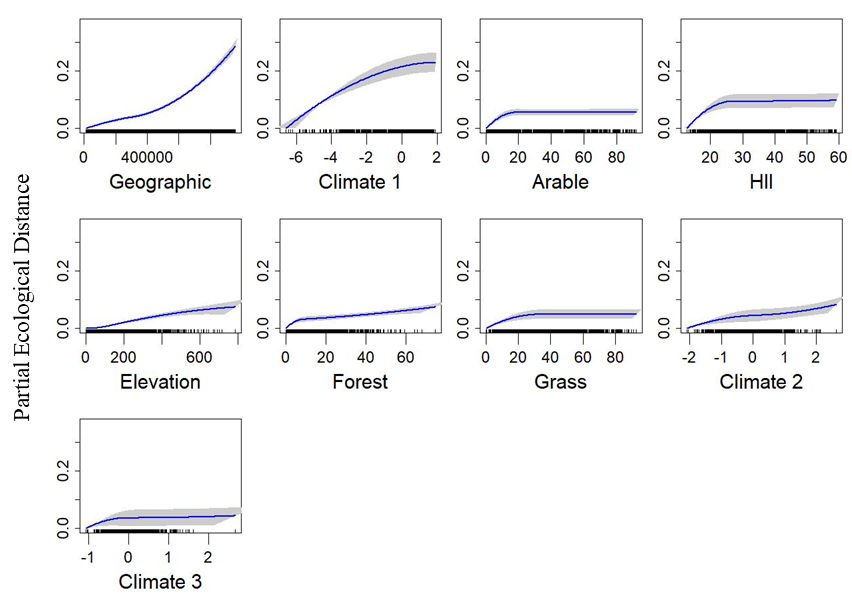 Partial Ecological Distance
0.0 0.2
0 400000
Geographic
0.0 0.2
-6 -4 -2 0 2
Climate 1
0.0 0.2
0 20 40 60 80
Arable
0.0 0.2
20 30 40 50 60
HII
0.0 0.2
0 200 600
Elevation
0.0 0.2
0 20 40 60
Forest
0.0 0.2
0 20 40 60 80
Grass
0.0 0.2
-2 -1 0 1 2
Climate 2
0.0 0.2
-1 0 1 2
Climate 3